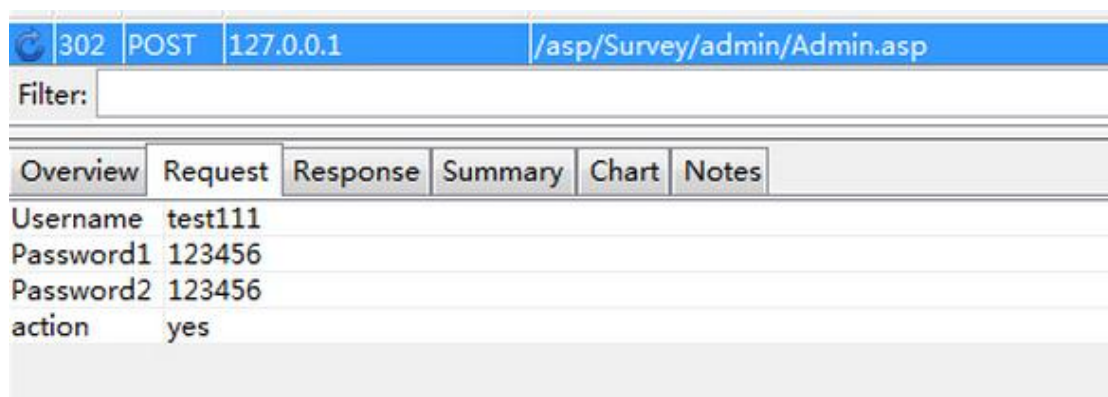 302 POST 127.0.0.1 /asp/Survey/admin/Admin.asp
Filter:
Overview Request Response Summary Chart Notes
Username test111
Password1 123456
Password2 123456
action yes